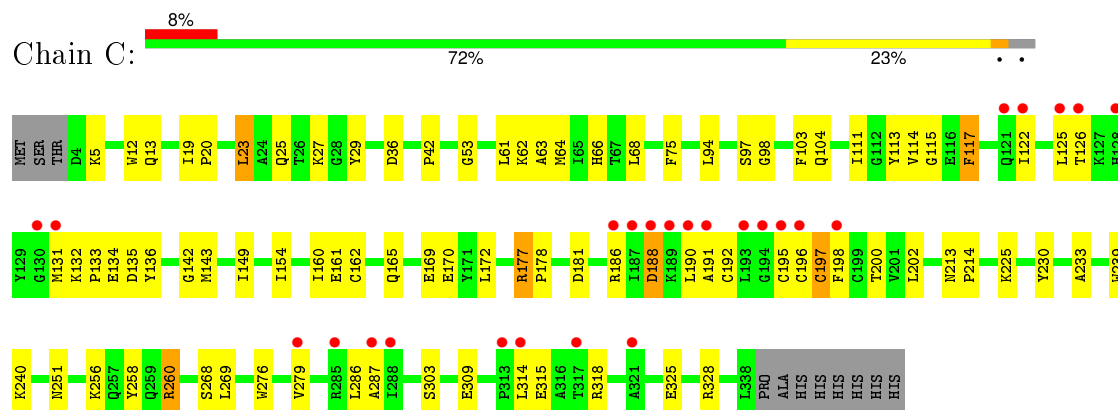 8%
Chain C:
72% 23% • •
MET SER THR D4 K5 W12 Q13 I19 P20 L23 A24 Q25 T26 K27 G28 Y29 D36 P42 G53 L61 K62 A63 M64 I65 H66 T67 L68 F75 L94 S97 G98 F103 Q104 I111 G112 Y113 V114 G115 E116 F117 Q121 I122 L125 T126 K127 H128
Y129 G130 M131 K132 P133 E134 D135 Y136 G142 M143 I149 I154 I160 E161 C162 Q165 E169 E170 Y171 L172 R177 P178 D181 R186 I187 D188 K189 L190 A191 C192 L193 G194 C195 C196 C197 F198 C199 T200 V201 L202 N213 P214 K225 Y230 A233 W239
K240 N251 K256 Q257 Y258 Q259 R260 S268 L269 W276 V279 R285 L286 A287 I288 S303 E309 P313 L314 E315 A316 T317 R318 A321 E325 R328 L338 PRO ALA HIS HIS HIS HIS HIS HIS